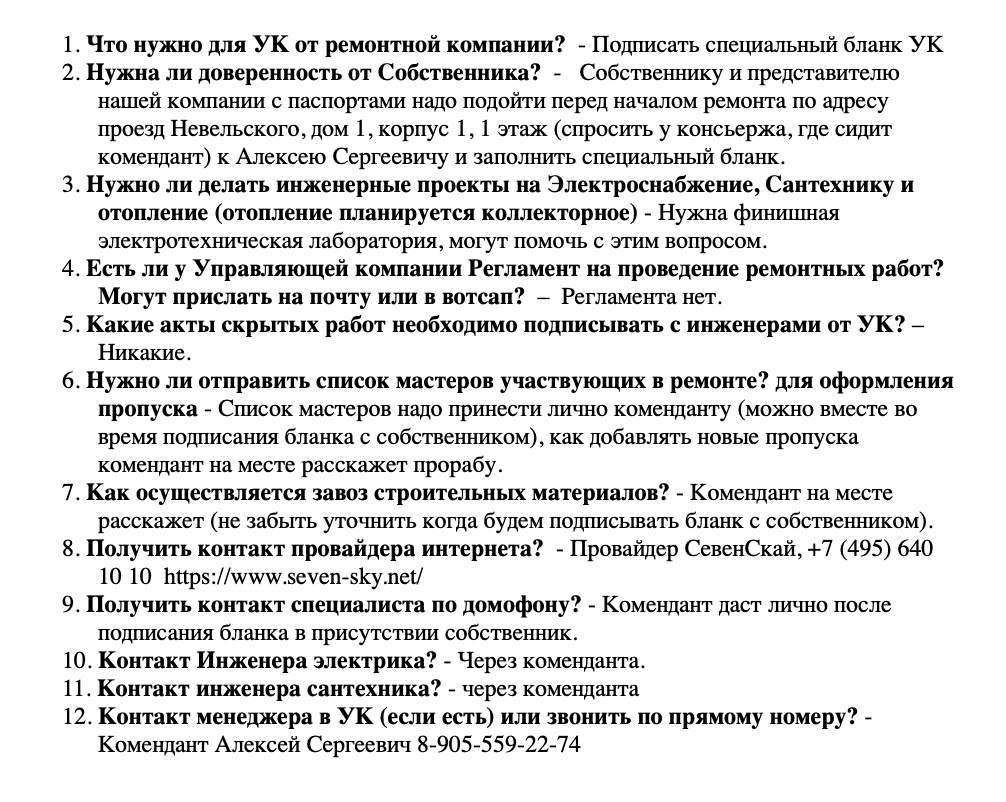 1. Что нужно для УК от ремонтной компании?  - Подписать специальный бланк УК
2. Нужна ли доверенность от Собственника?  -   Собственнику и представителю
нашей компании с паспортами надо подойти перед началом ремонта по адресу
проезд Невельского, дом 1, корпус 1, 1 этаж (спросить у консьержа, где сидит
комендант) к Алексею Сергеевичу и заполнить специальный бланк.
3. Нужно ли делать инженерные проекты на Электроснабжение, Сантехнику и
отопление (отопление планируется коллекторное) - Нужна финишная
электротехническая лаборатория, могут помочь с этим вопросом.
4. Есть ли у Управляющей компании Регламент на проведение ремонтных работ?
Могут прислать на почту или в вотсап?  –  Регламента нет.
5. Какие акты скрытых работ необходимо подписывать с инженерами от УК? –
Никакие.
6. Нужно ли отправить список мастеров участвующих в ремонте? для оформления
пропуска - Список мастеров надо принести лично коменданту (можно вместе во
время подписания бланка с собственником), как добавлять новые пропуска
комендант на месте расскажет прорабу.
7. Как осуществляется завоз строительных материалов? - Комендант на месте
расскажет (не забыть уточнить когда будем подписывать бланк с собственником).
8. Получить контакт провайдера интернета?  - Провайдер СевенСкай, +7 (495) 640
10 10  https://www.seven-sky.net/
9. Получить контакт специалиста по домофону? - Комендант даст лично после
подписания бланка в присутствии собственник.
10. Контакт Инженера электрика? - Через коменданта.
11. Контакт инженера сантехника? - через коменданта
12. Контакт менеджера в УК (если есть) или звонить по прямому номеру? -
Комендант Алексей Сергеевич 8-905-559-22-74